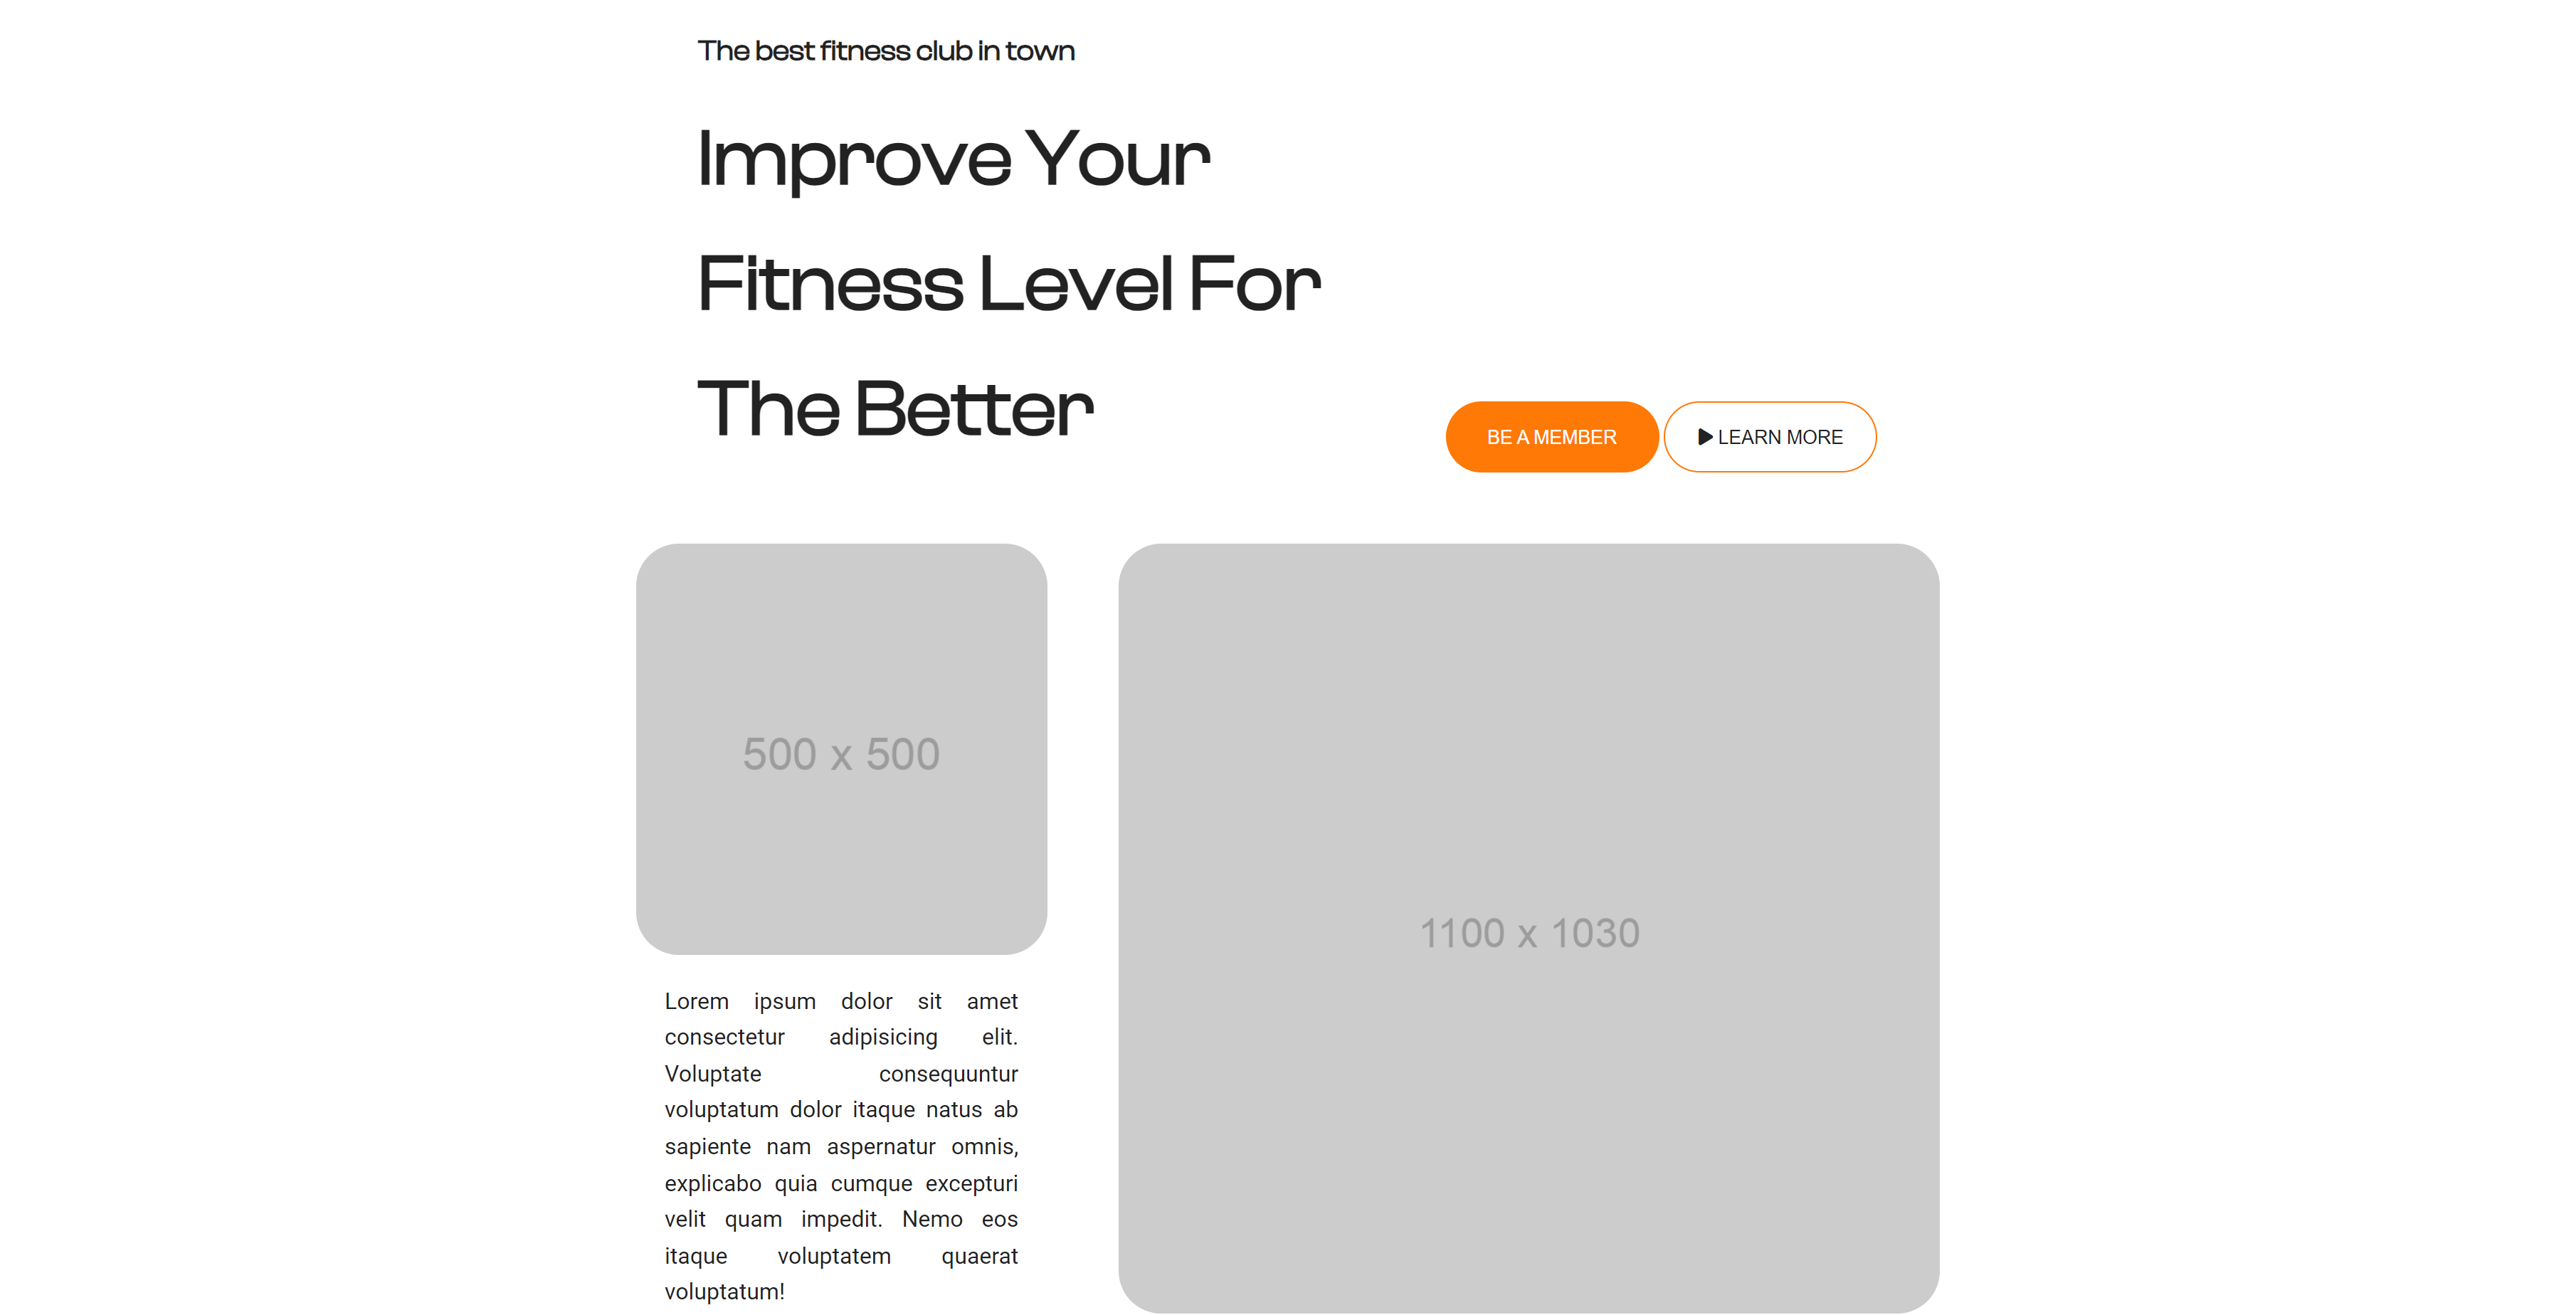 The best fitness club in town
Improve Your
Fitness Level For
The Better
BE A MEMBER
LEARN MORE
500 x 500
Lorem ipsum dolor sit amet
consectetur adipisicing elit.
Voluptate consequuntur
voluptatum dolor itaque natus ab
sapiente nam aspernatur omnis,
explicabo quia cumque excepturi
velit quam impedit. Nemo eos
itaque voluptatem quaerat
voluptatum!
1100 x 1030